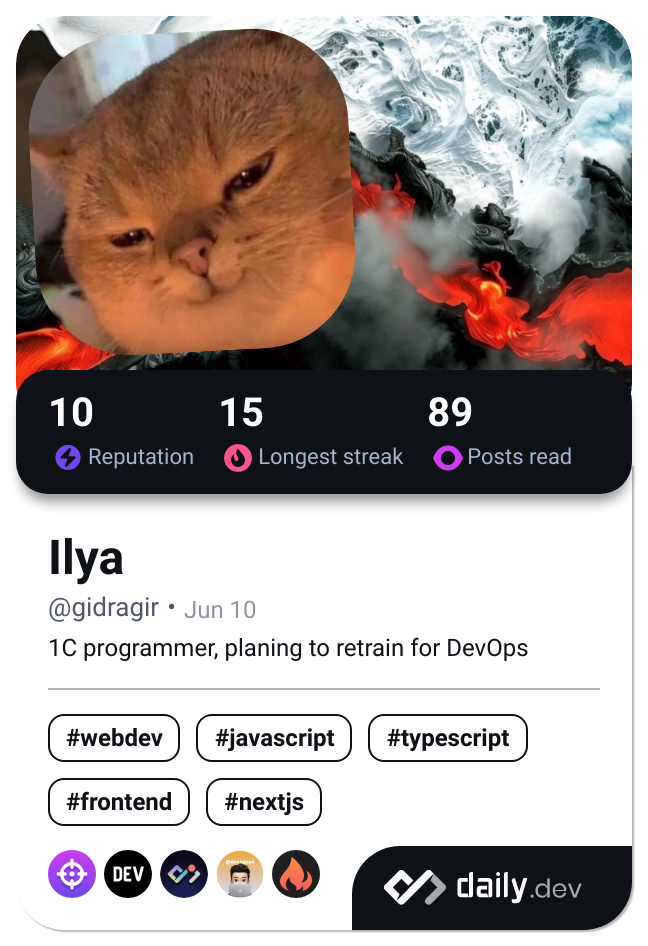 10 15 89
Reputation Longest streak Posts read
Ilya
@gidragir • Jun 10
1C programmer, planing to retrain for DevOps
#webdev #javascript #typescript
#frontend #nextjs
DEV
daily.dev